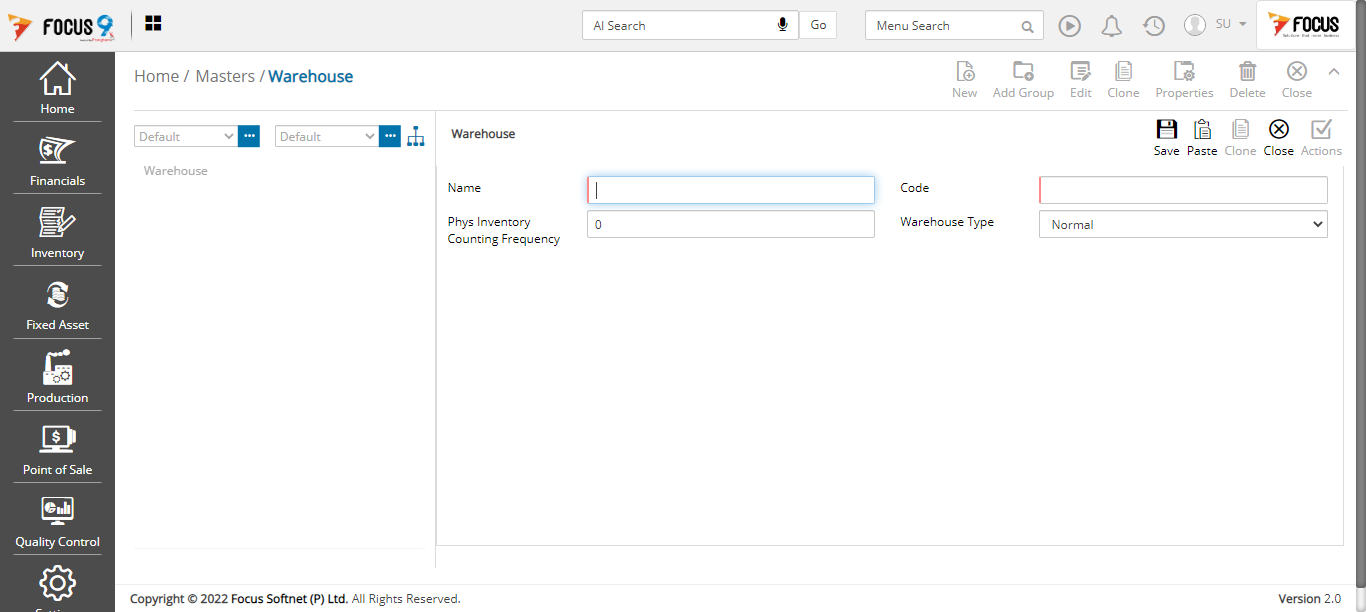 FOCUS 9
AI Search
Go
Menu Search
SU
FOCUS
Home
Financials
Inventory
Fixed Asset
Production
Point of Sale
Quality Control
Home / Masters / Warehouse
New
Add Group
Edit
Clone
Properties
Delete
Close
Default
Default
Warehouse
Warehouse
Save
Paste
Clone
Close
Actions
Name
Code
Phys Inventory
Counting Frequency
0
Warehouse Type
Normal
Copyright © 2022 Focus Softnet (P) Ltd. All Rights Reserved.
Version 2.0